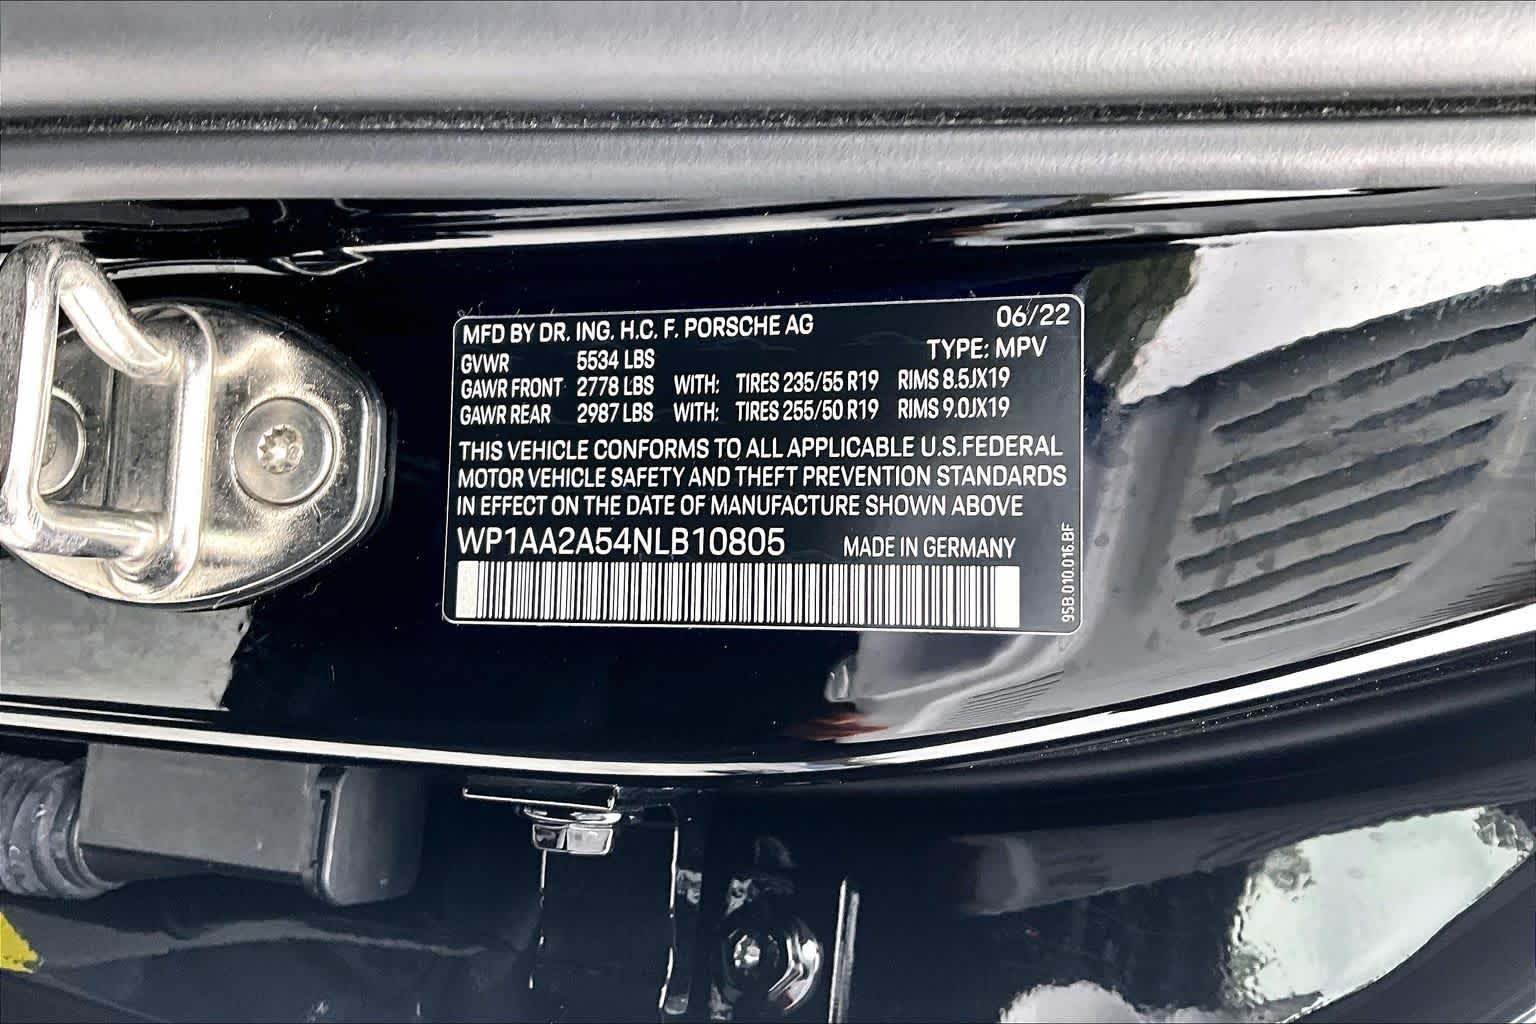 MFD BY DR. ING. H.C. F. PORSCHE AG 06/22
GVWR 5534 LBS TYPE: MPV
GAWR FRONT 2778 LBS WITH: TIRES 235/55 R19 RIMS 8.5JX19
GAWR REAR 2987 LBS WITH: TIRES 255/50 R19 RIMS 9.0JX19
THIS VEHICLE CONFORMS TO ALL APPLICABLE U.S.FEDERAL
MOTOR VEHICLE SAFETY AND THEFT PREVENTION STANDARDS
IN EFFECT ON THE DATE OF MANUFACTURE SHOWN ABOVE
WP1AA2A54NLB10805 MADE IN GERMANY
95B.010.016.BF